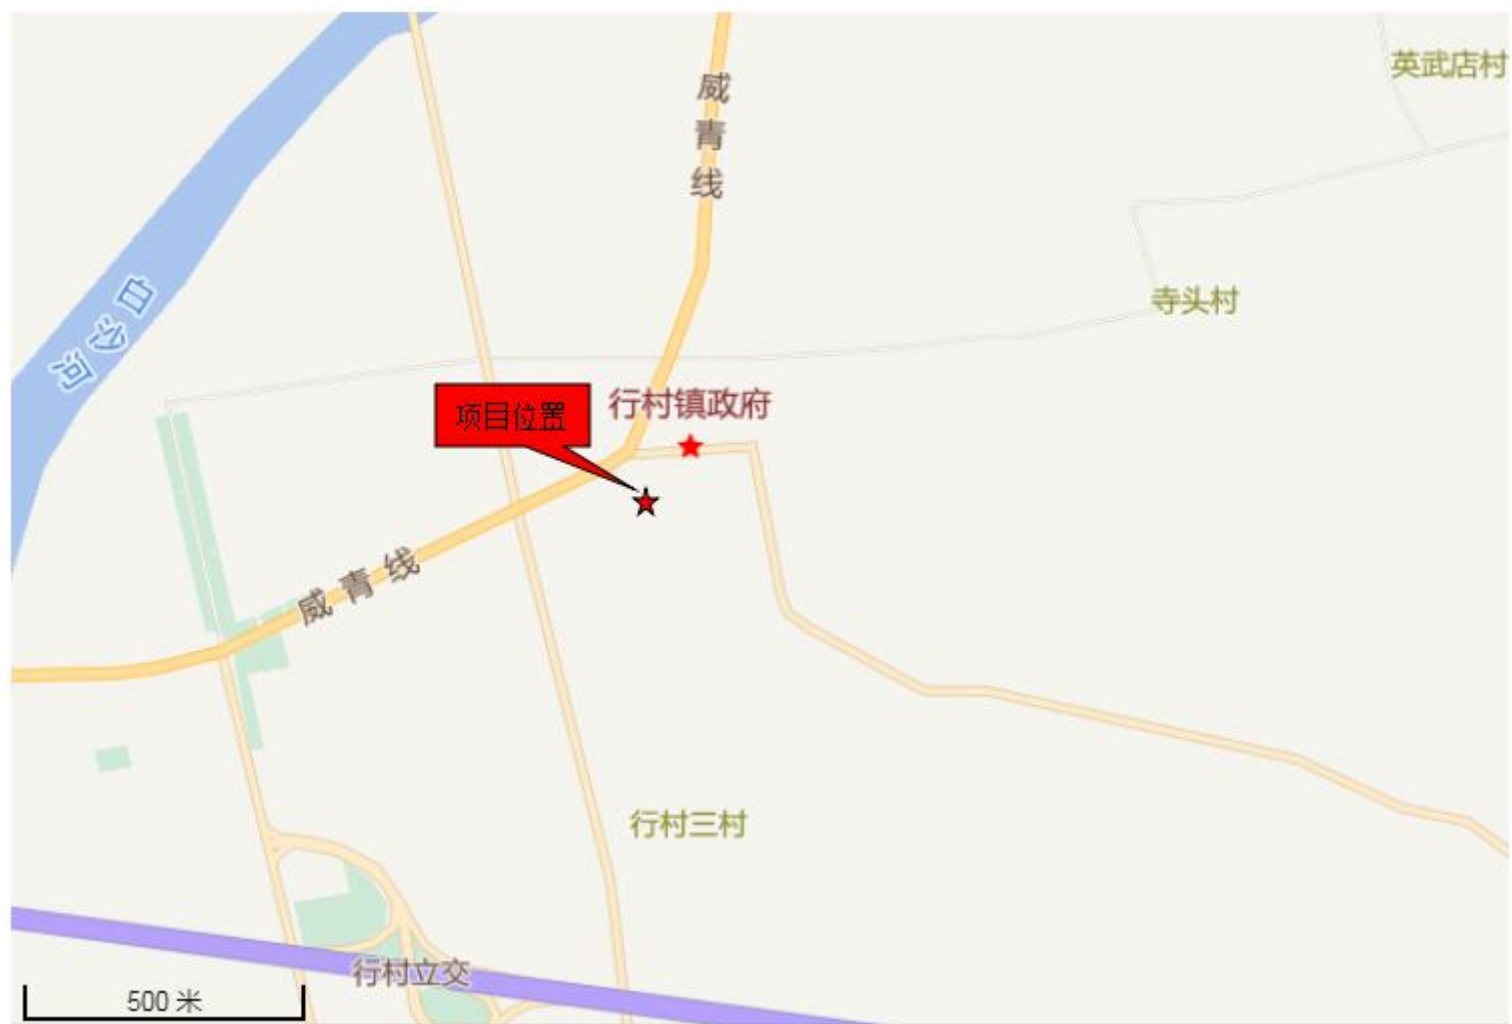 英武店村
威青线
寺头村
白沙河
行村镇政府
项目位置
威青线
行村三村
行村立交
500 米